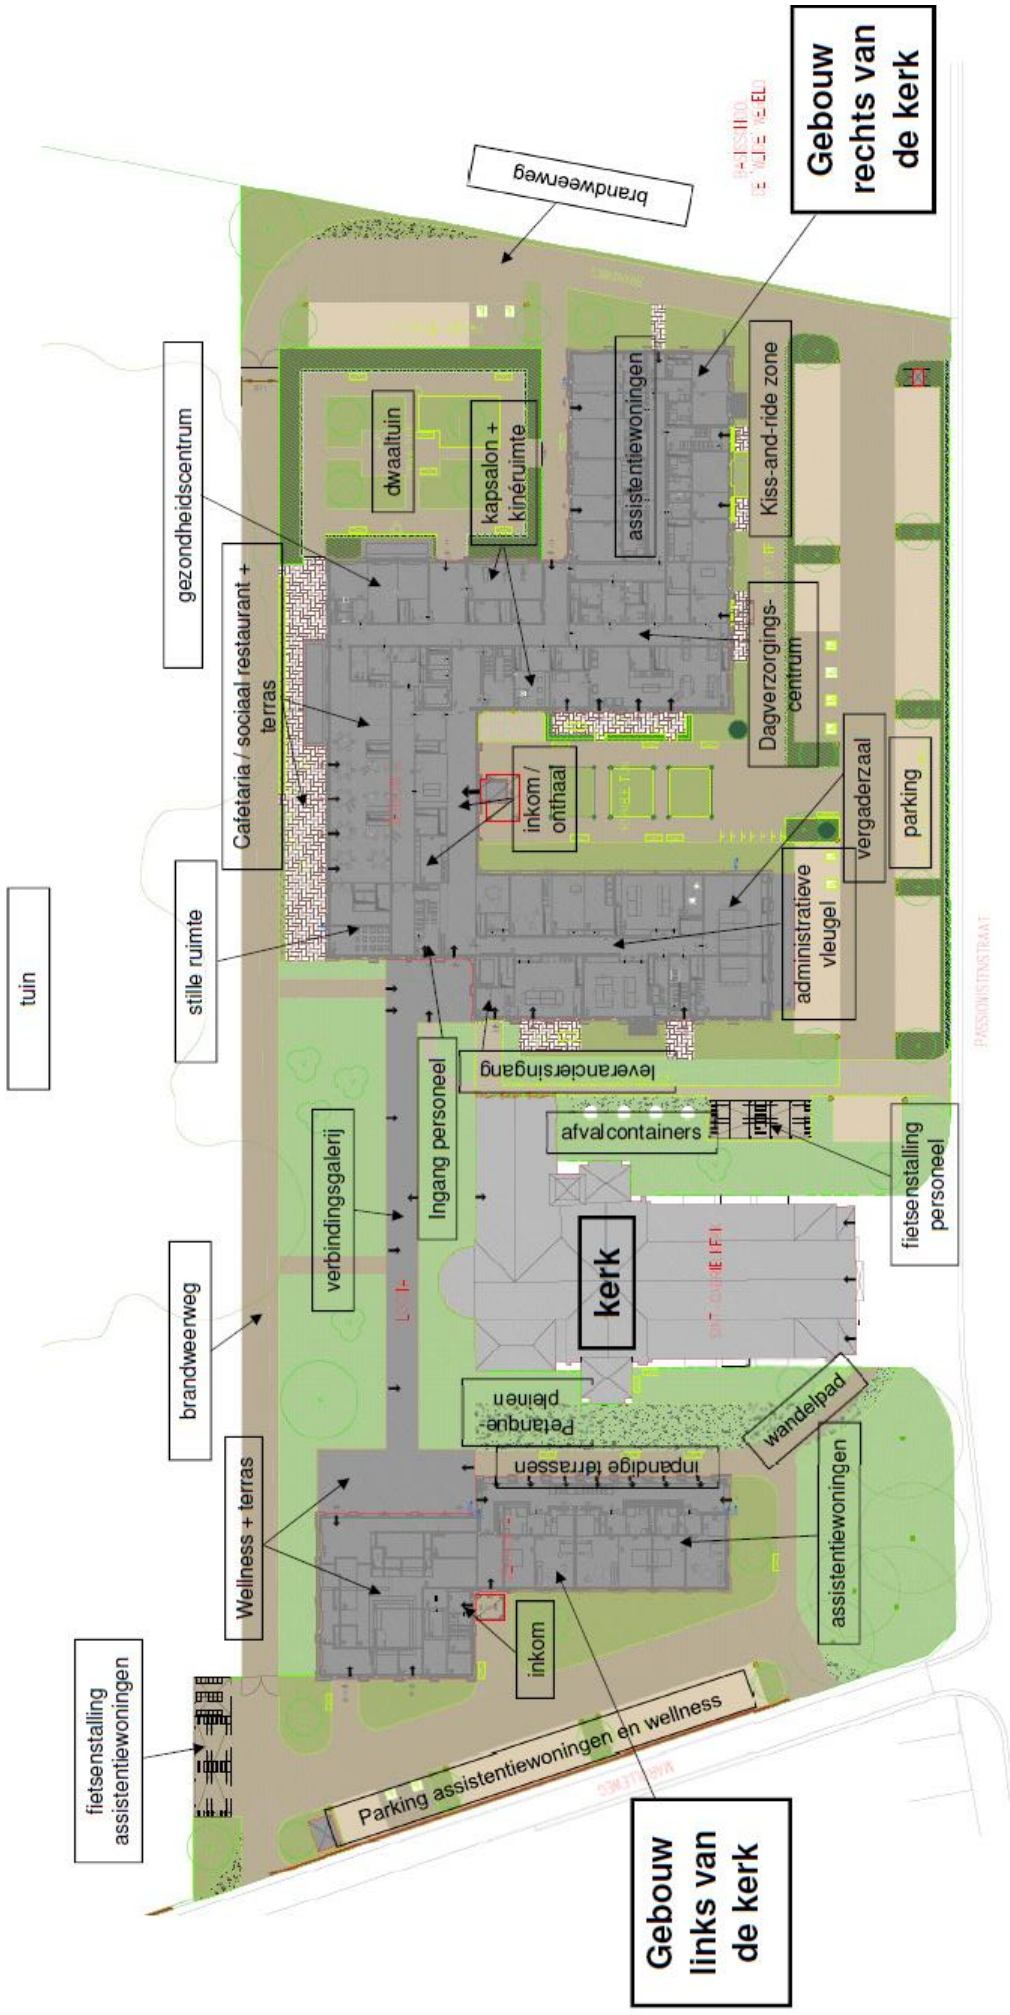 tuin
fietsenstalling
assistentiewoningen
Wellness + terras
brandweerweg
verbindingsgalerij
stille ruimte
Cafetaria / sociaal restaurant +
terras
gezondheidscentrum
dwaaltuin
kapsalon +
kinéruimte
brandweerweg
assistentiewoningen
Kiss-and-ride zone
Gebouw
rechts van
de kerk
Dagverzorgings-
centrum
inkom /
onthaal
vergaderzaal
parking
administratieve
vleugel
leveranciersingang
Ingang personeel
afvalcontainers
fietsenstalling
personeel
kerk
Petanque-
pleinen
inpandige terrassen
wandelpad
assistentiewoningen
inkom
Parking assistentiewoningen en wellness
Gebouw
links van
de kerk
PASSIONISTENSTRAAT